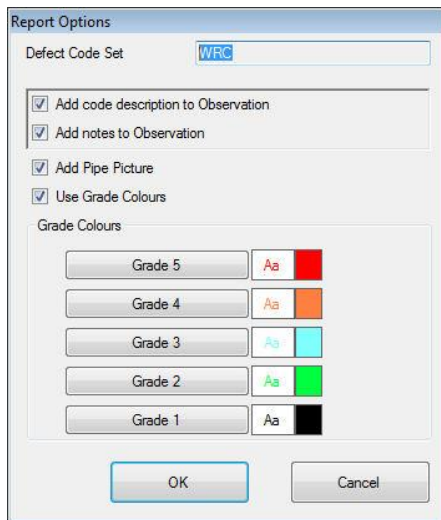 Report Options
Defect Code Set WRC
Add code description to Observation
Add notes to Observation
Add Pipe Picture
Use Grade Colours
Grade Colours
Grade 5 Aa
Grade 4 Aa
Grade 3 Aa
Grade 2 Aa
Grade 1 Aa
OK Cancel